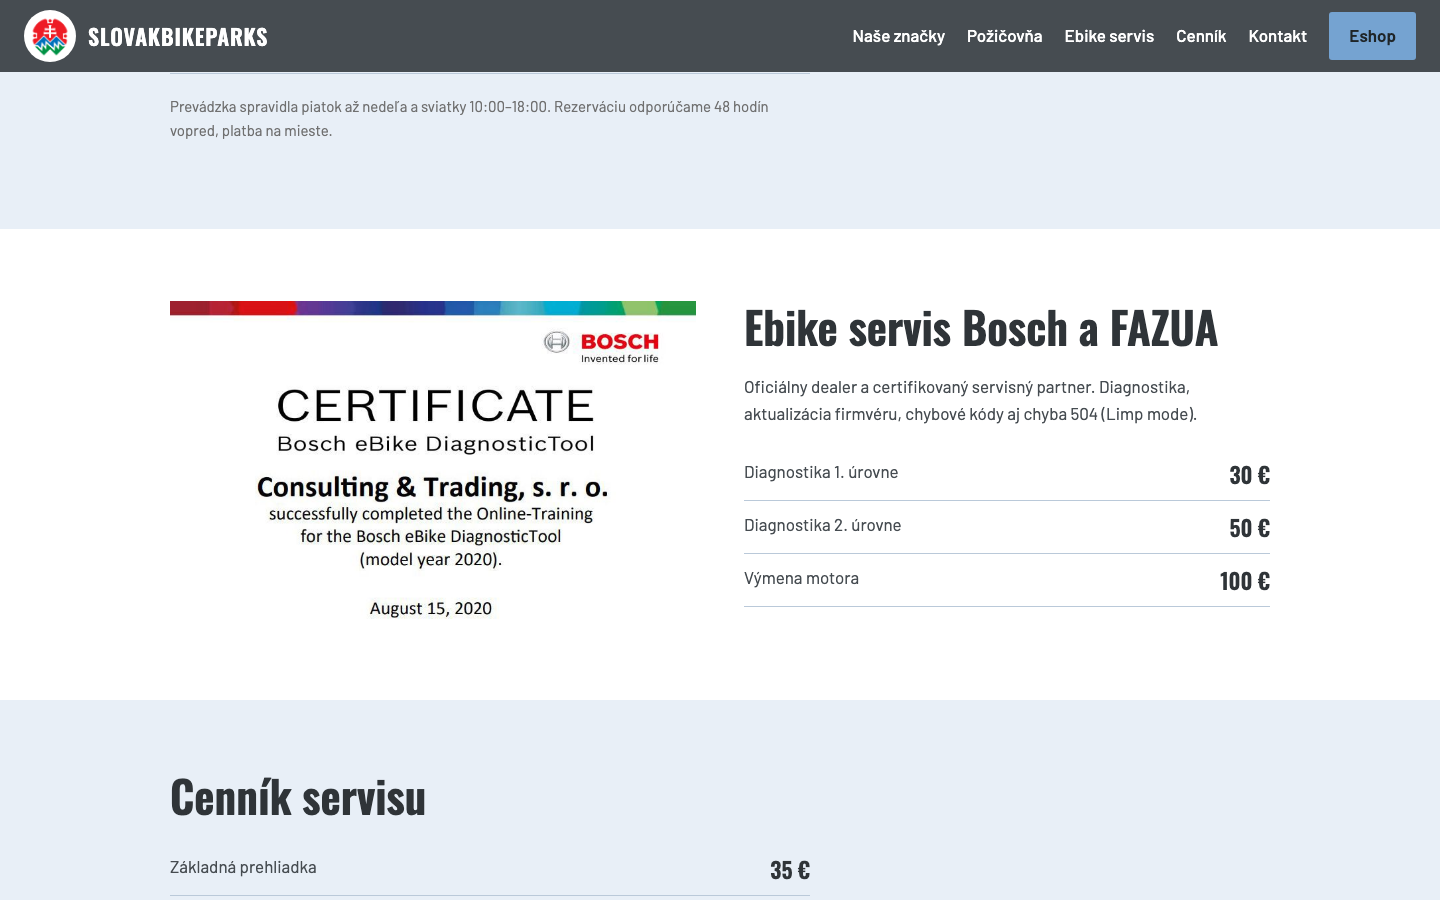 SLOVAKBIKEPARKS
Naše značky
Požičovňa
Ebike servis
Cenník
Kontakt
Eshop
Prevádzka spravidla piatok až nedeľa a sviatky 10:00–18:00. Rezerváciu odporúčame 48 hodín
vopred, platba na mieste.
BOSCH
Invented for life
CERTIFICATE
Bosch eBike DiagnosticTool
Consulting & Trading, s. r. o.
successfully completed the Online-Training
for the Bosch eBike DiagnosticTool
(model year 2020).
August 15, 2020
Ebike servis Bosch a FAZUA
Oficiálny dealer a certifikovaný servisný partner. Diagnostika,
aktualizácia firmvéru, chybové kódy aj chyba 504 (Limp mode).
Diagnostika 1. úrovne 30 €
Diagnostika 2. úrovne 50 €
Výmena motora 100 €
Cenník servisu
Základná prehliadka 35 €